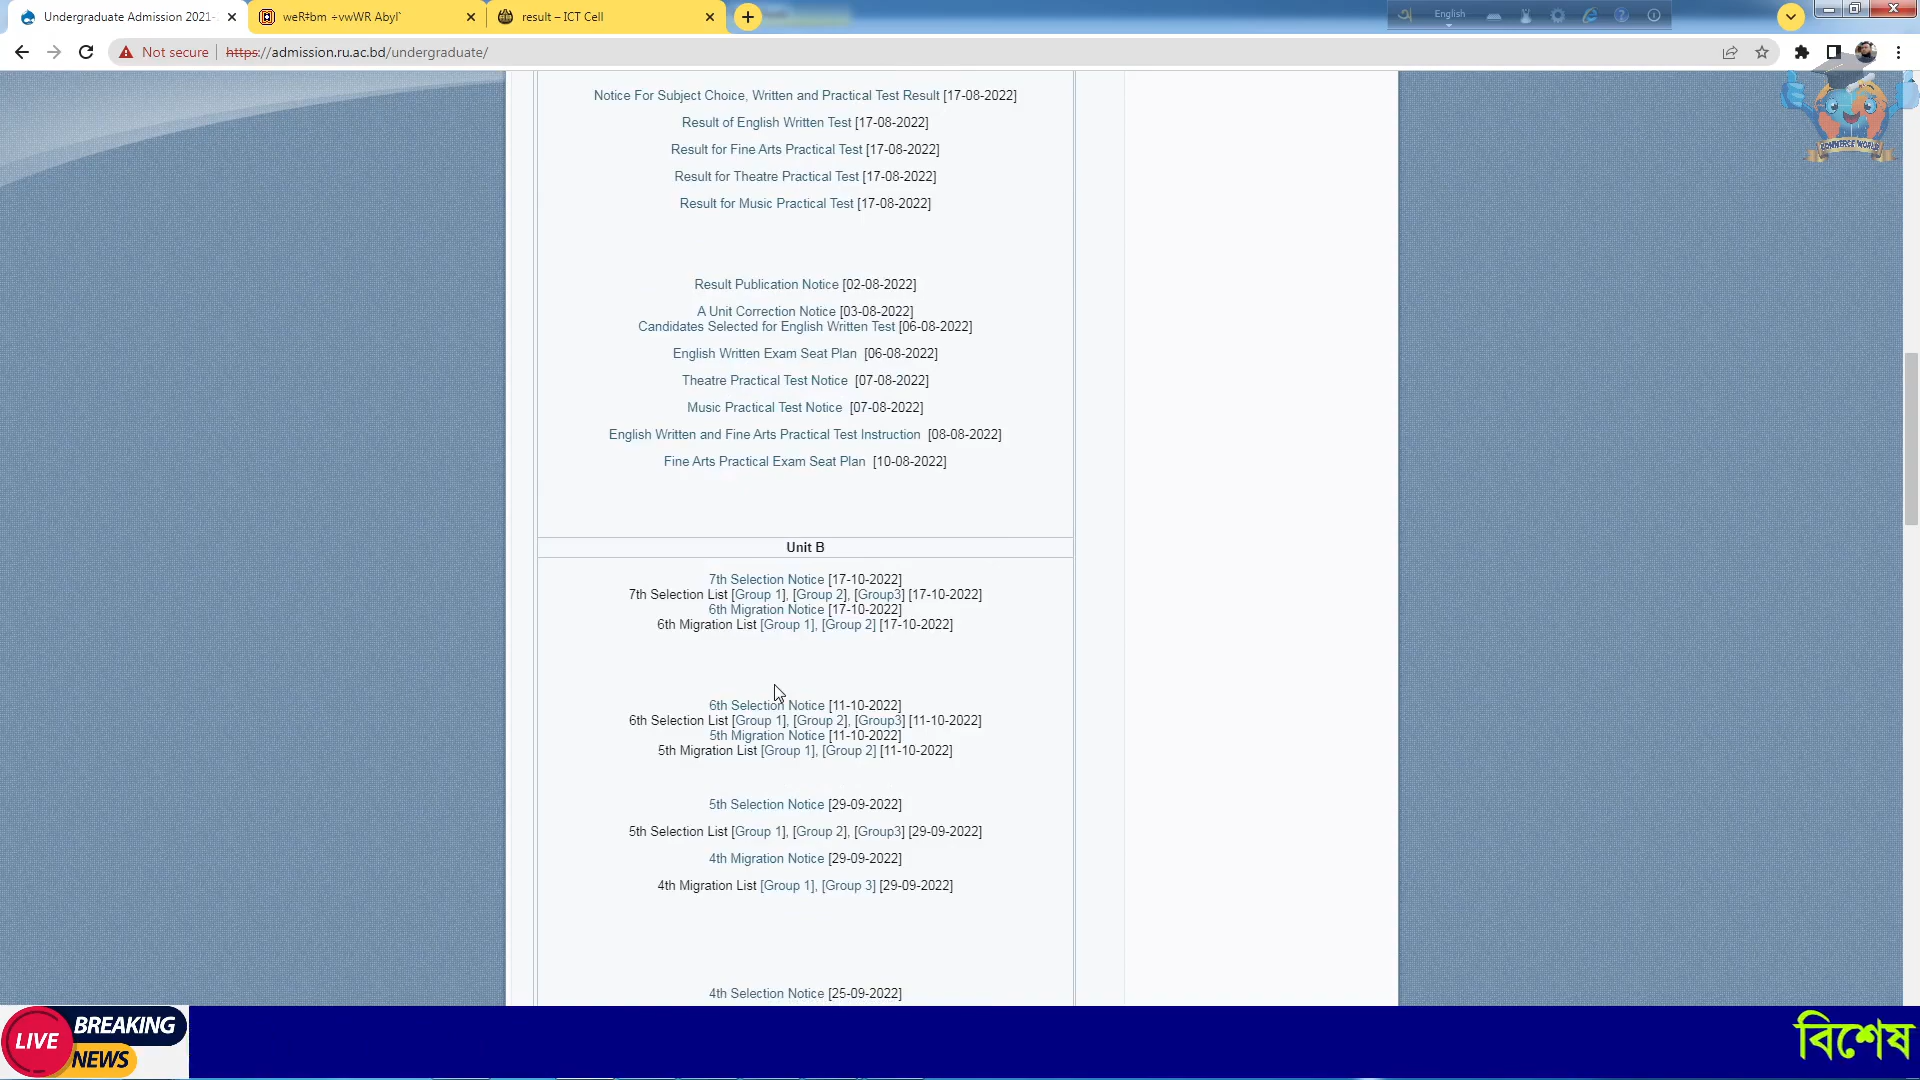 Undergraduate Admission 2021-
weR‡bm ÷vwWR Abyl`
result – ICT Cell
English
Not secure
https://admission.ru.ac.bd/undergraduate/
Notice For Subject Choice, Written and Practical Test Result [17-08-2022]
Result of English Written Test [17-08-2022]
Result for Fine Arts Practical Test [17-08-2022]
Result for Theatre Practical Test [17-08-2022]
Result for Music Practical Test [17-08-2022]
Result Publication Notice [02-08-2022]
A Unit Correction Notice [03-08-2022]
Candidates Selected for English Written Test [06-08-2022]
English Written Exam Seat Plan [06-08-2022]
Theatre Practical Test Notice [07-08-2022]
Music Practical Test Notice [07-08-2022]
English Written and Fine Arts Practical Test Instruction [08-08-2022]
Fine Arts Practical Exam Seat Plan [10-08-2022]
Unit B
7th Selection Notice [17-10-2022]
7th Selection List [Group 1], [Group 2], [Group3] [17-10-2022]
6th Migration Notice [17-10-2022]
6th Migration List [Group 1], [Group 2] [17-10-2022]
6th Selection Notice [11-10-2022]
6th Selection List [Group 1], [Group 2], [Group3] [11-10-2022]
5th Migration Notice [11-10-2022]
5th Migration List [Group 1], [Group 2] [11-10-2022]
5th Selection Notice [29-09-2022]
5th Selection List [Group 1], [Group 2], [Group3] [29-09-2022]
4th Migration Notice [29-09-2022]
4th Migration List [Group 1], [Group 3] [29-09-2022]
4th Selection Notice [25-09-2022]
COMMERCE WORLD
LIVE
BREAKING
NEWS
বিশেষ